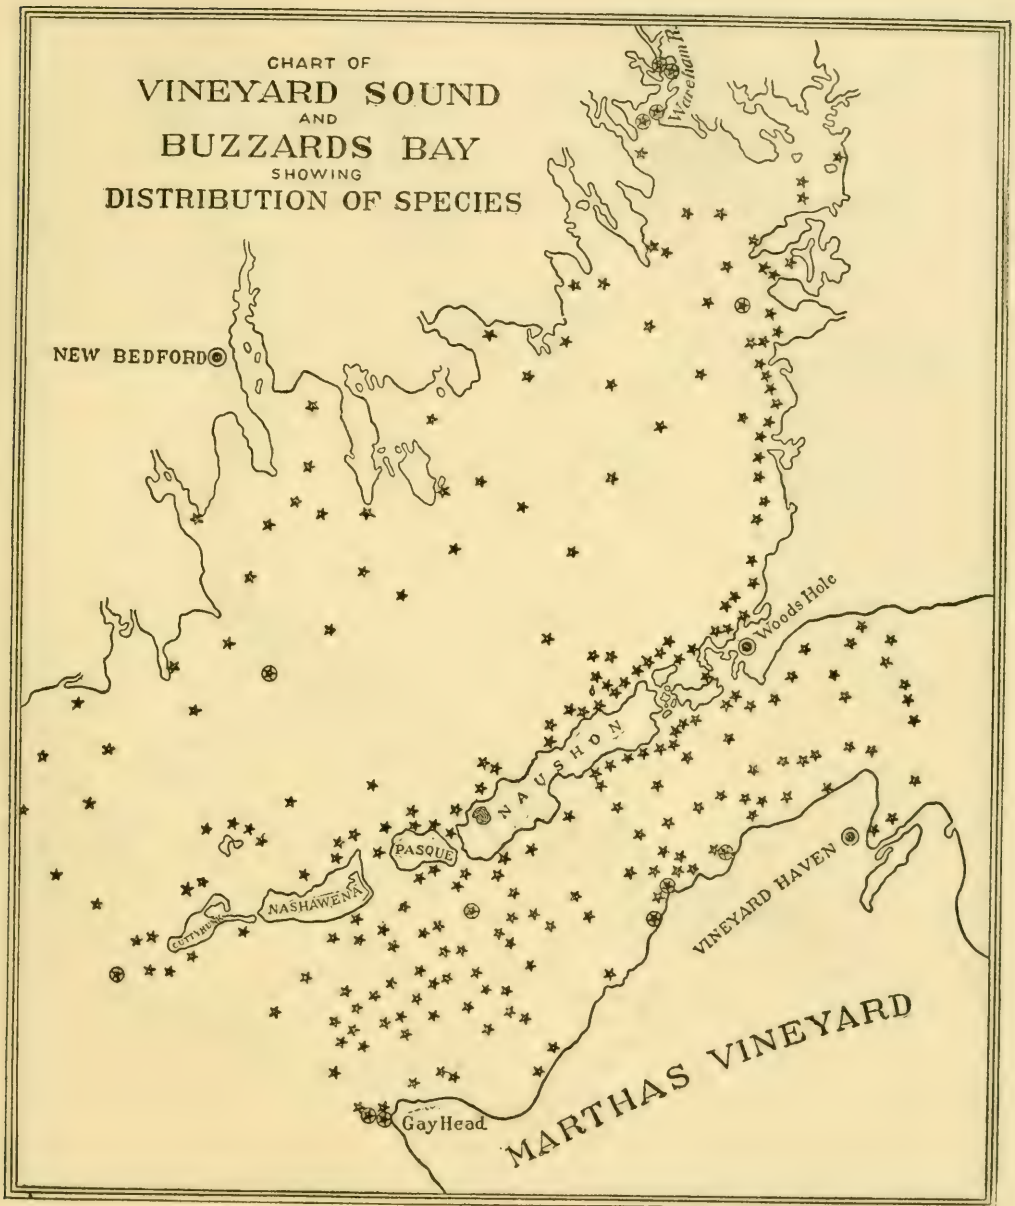 CHART OF
VINEYARD SOUND
AND
BUZZARDS BAY
SHOWING
DISTRIBUTION OF SPECIES
Wareham R.
NEW BEDFORD
Woods Hole
NAUSHON
PASQUE
NASHAWENA
CUTTYHUNK
VINEYARD HAVEN
MARTHAS VINEYARD
Gay Head